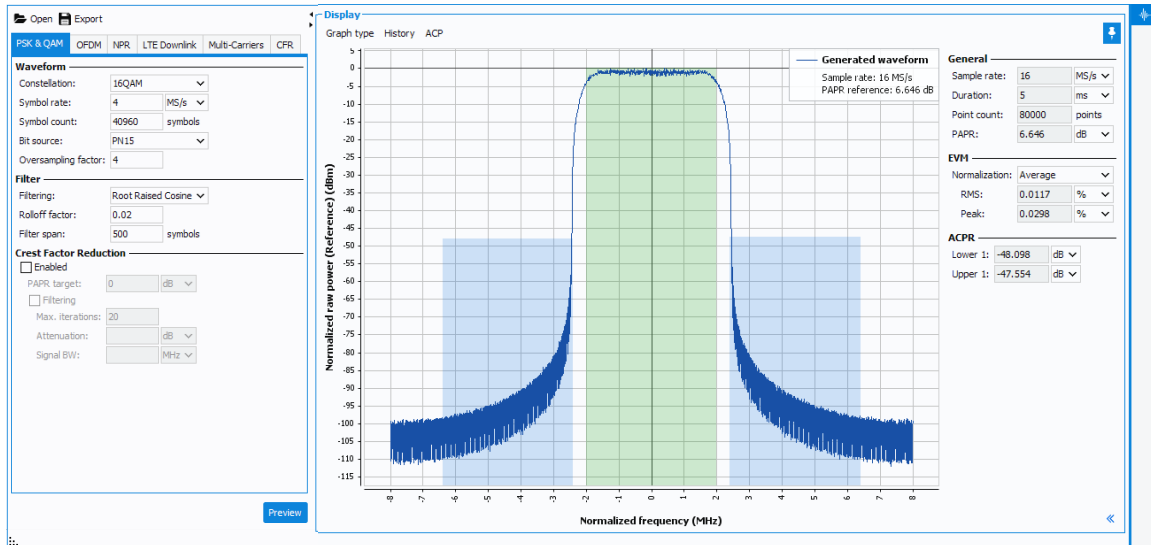 Open Export
PSK & QAM OFDM NPR LTE Downlink Multi-Carriers CFR
Waveform
Constellation: 16QAM
Symbol rate: 4 MS/s
Symbol count: 40960 symbols
Bit source: PN15
Oversampling factor: 4
Filter
Filtering: Root Raised Cosine
Rolloff factor: 0.02
Filter span: 500 symbols
Crest Factor Reduction
Enabled
PAPR target: 0 dB
Filtering
Max. iterations: 20
Attenuation: dB
Signal BW: MHz
Preview
Display
Graph type History ACP
Normalized raw power (Reference) (dBm)
5
0
-5
-10
-15
-20
-25
-30
-35
-40
-45
-50
-55
-60
-65
-70
-75
-80
-85
-90
-95
-100
-105
-110
-115
Generated waveform
Sample rate: 16 MS/s
PAPR reference: 6.646 dB
-8 -7 -6 -5 -4 -3 -2 -1 0 1 2 3 4 5 6 7 8
Normalized frequency (MHz)
General
Sample rate: 16 MS/s
Duration: 5 ms
Point count: 80000 points
PAPR: 6.646 dB
EVM
Normalization: Average
RMS: 0.0117 %
Peak: 0.0298 %
ACPR
Lower 1: -48.098 dB
Upper 1: -47.554 dB